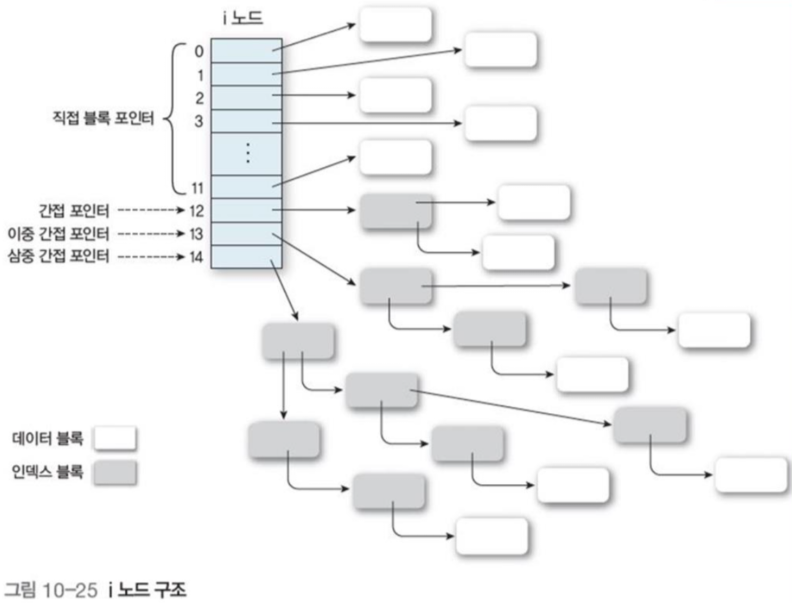 i 노드
0
1
2
3
⋮
11
직접 블록 포인터
간접 포인터 12
이중 간접 포인터 13
삼중 간접 포인터 14
데이터 블록
인덱스 블록
그림 10-25 i 노드 구조